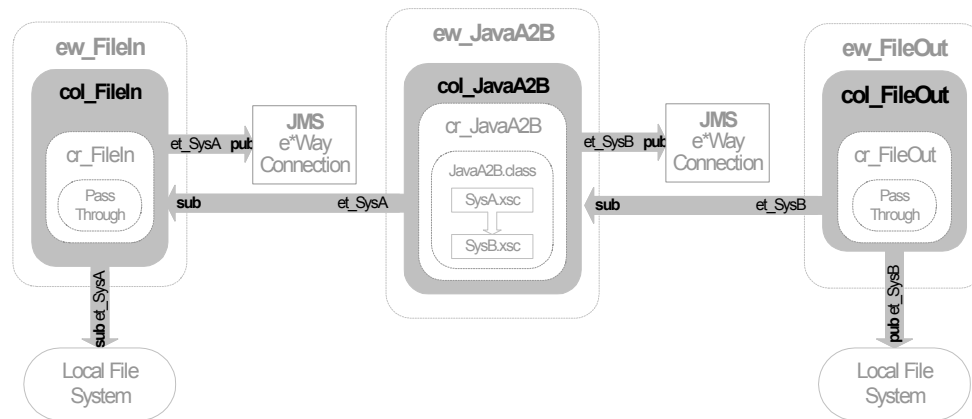 ew_FileIn
col_FileIn
cr_FileIn
Pass
Through
et_SysA pub
JMS
e*Way
Connection
sub et_SysA
sub et_SysA
Local File
System
ew_JavaA2B
col_JavaA2B
cr_JavaA2B
JavaA2B.class
SysA.xsc
SysB.xsc
et_SysB pub
JMS
e*Way
Connection
sub et_SysB
ew_FileOut
col_FileOut
cr_FileOut
Pass
Through
pub et_SysB
Local File
System